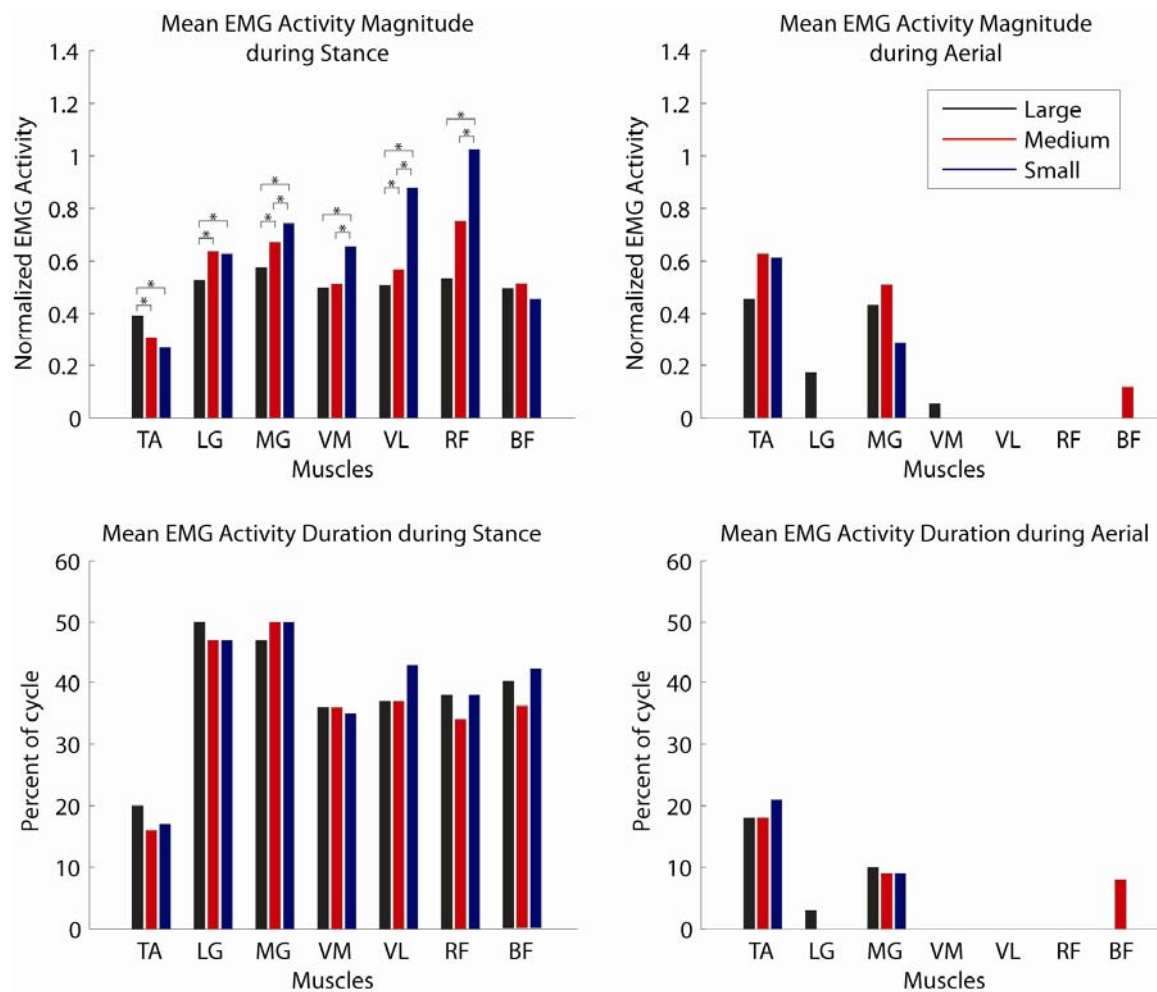 Mean EMG Activity Magnitude
during Stance
1.4
1.2
1
0.8
0.6
0.4
0.2
0
Normalized EMG Activity
* * * * * * * * * * * * * * *
TA LG MG VM VL RF BF
Muscles
Mean EMG Activity Magnitude
during Aerial
1.4
1.2
1
0.8
0.6
0.4
0.2
0
Normalized EMG Activity
Large
Medium
Small
TA LG MG VM VL RF BF
Muscles
Mean EMG Activity Duration during Stance
60
50
40
30
20
10
0
Percent of cycle
TA LG MG VM VL RF BF
Muscles
Mean EMG Activity Duration during Aerial
60
50
40
30
20
10
0
Percent of cycle
TA LG MG VM VL RF BF
Muscles